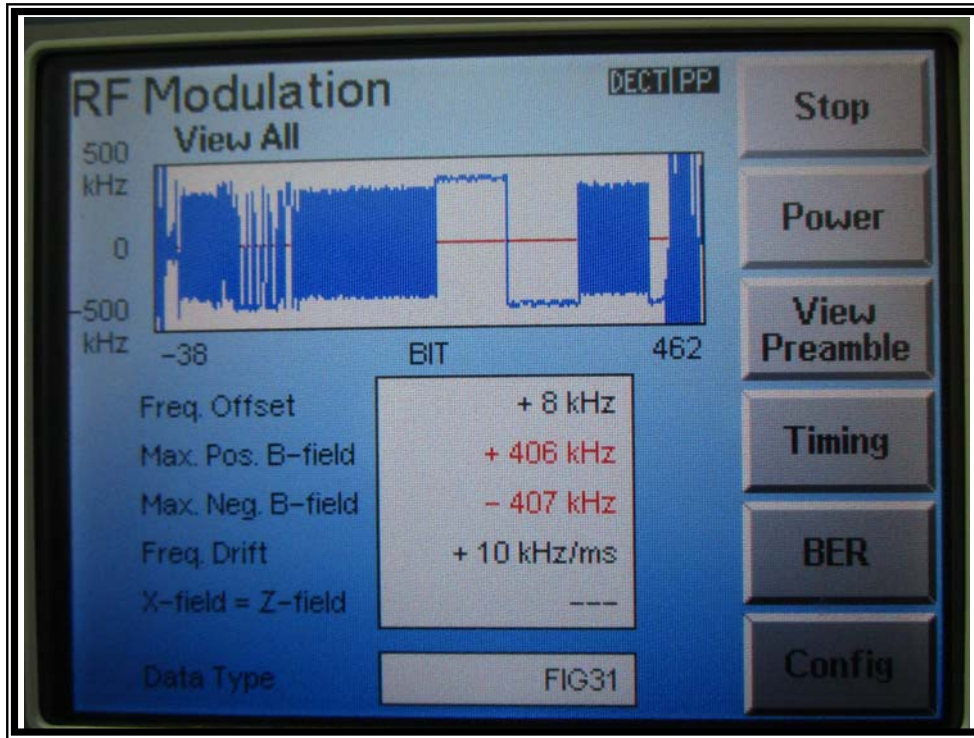 RF Modulation
DECT PP
View All
500
kHz
0
-500
kHz
-38
BIT
462
Freq. Offset
+ 8 kHz
Max. Pos. B-field
+ 406 kHz
Max. Neg. B-field
- 407 kHz
Freq. Drift
+ 10 kHz/ms
X-field = Z-field
---
Data Type
FIG31
Stop
Power
View
Preamble
Timing
BER
Config